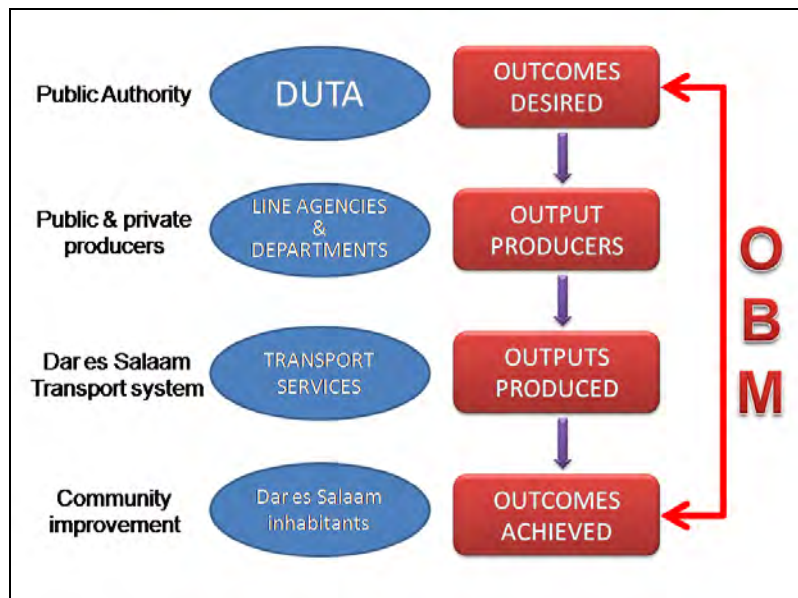 Public Authority
DUTA
OUTCOMES
DESIRED
Public & private
producers
LINE AGENCIES
&
DEPARTMENTS
OUTPUT
PRODUCERS
Dar es Salaam
Transport system
TRANSPORT
SERVICES
OUTPUTS
PRODUCED
Community
improvement
Dar es Salaam
inhabitants
OUTCOMES
ACHIEVED
O
B
M